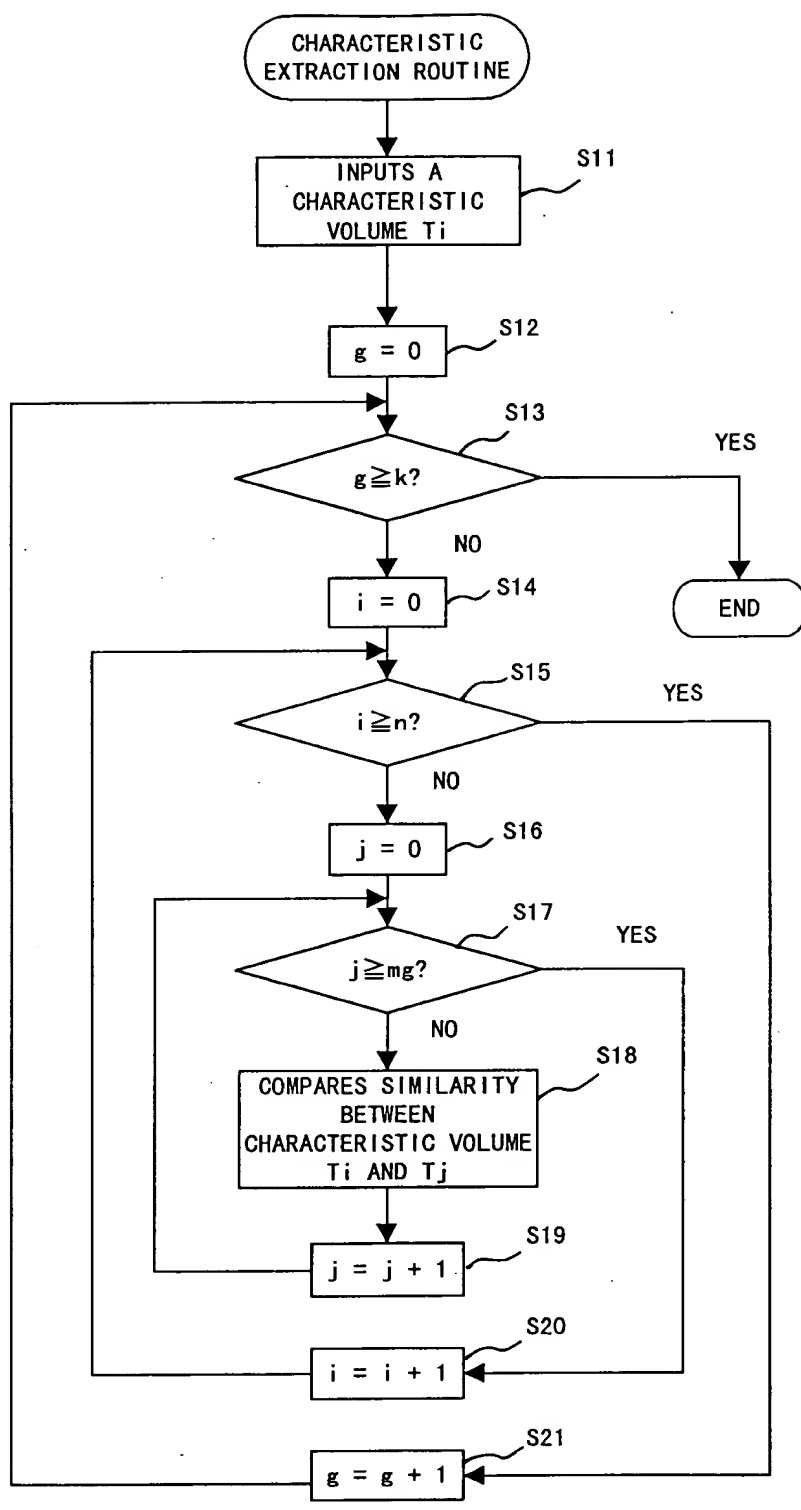 CHARACTERISTIC
EXTRACTION ROUTINE
S11
INPUTS A
CHARACTERISTIC
VOLUME Ti
S12
g = 0
S13
YES
g≧k?
NO
S14
i = 0
END
S15
YES
i≧n?
NO
S16
j = 0
S17
YES
j≧mg?
NO
S18
COMPARES SIMILARITY
BETWEEN
CHARACTERISTIC VOLUME
Ti AND Tj
S19
j = j + 1
S20
i = i + 1
S21
g = g + 1